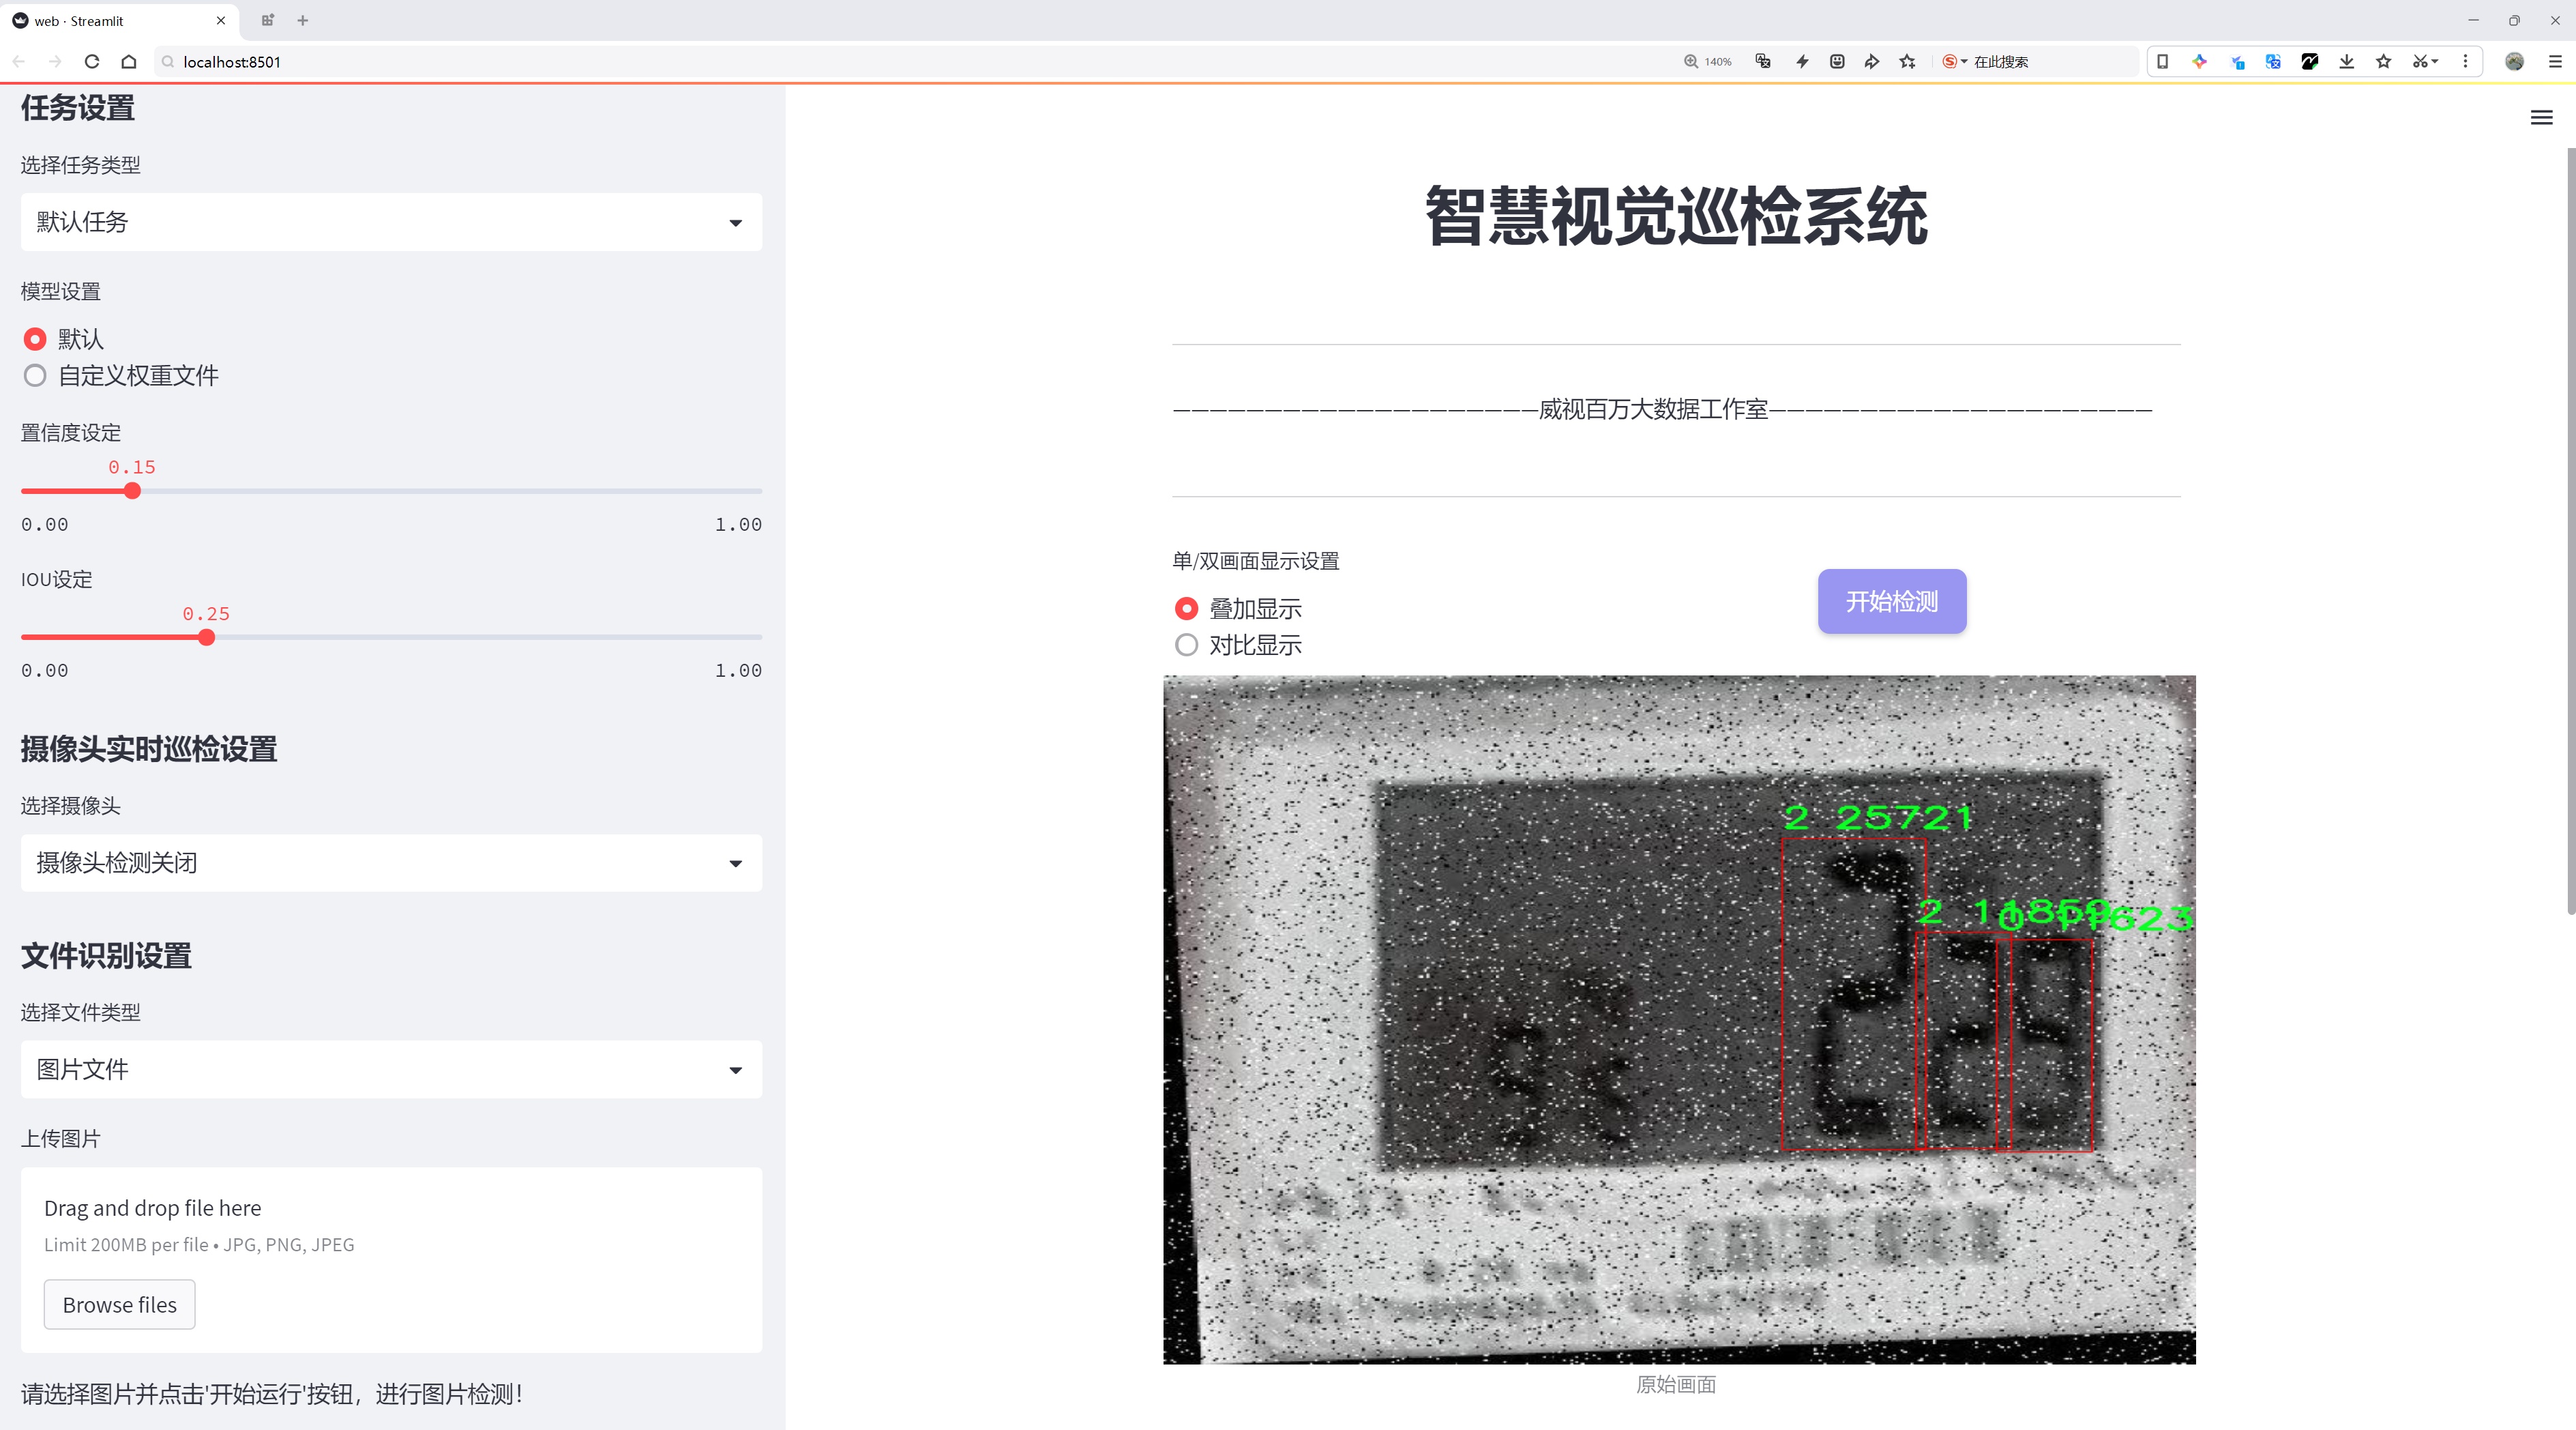 web · Streamlit
localhost:8501
140%
在此搜索
任务设置
选择任务类型
默认任务
模型设置
默认
自定义权重文件
置信度设定
0.15
0.00
1.00
IOU设定
0.25
0.00
1.00
摄像头实时巡检设置
选择摄像头
摄像头检测关闭
文件识别设置
选择文件类型
图片文件
上传图片
Drag and drop file here
Limit 200MB per file • JPG, PNG, JPEG
Browse files
请选择图片并点击'开始运行'按钮，进行图片检测！
智慧视觉巡检系统
————————————————————威视百万大数据工作室—————————————————————
单/双画面显示设置
叠加显示
对比显示
开始检测
2 25721
原始画面